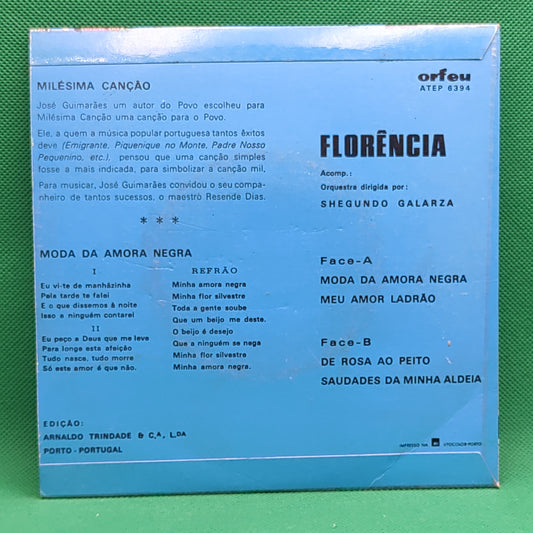 MILÉSIMA CANÇÃO
José Guimarães um autor do Povo escolheu para
Milésima Canção uma canção para o Povo.
Ele, a quem a música popular portuguesa tantos êxitos
deve (Emigrante, Piquenique no Monte, Padre Nosso
Pequenino, etc.), pensou que uma canção simples
fosse a mais indicada, para simbolizar a canção mil.
Para musicar, José Guimarães convidou o seu compa-
nheiro de tantos sucessos, o maestro Resende Dias.
* * *
MODA DA AMORA NEGRA
I
Eu vi-te de manhãzinha
Pela tarde te falei
E o que dissemos à noite
Isso a ninguém contarei
II
Eu peço a Deus que me leve
Para longe esta afeição
Tudo nasce, tudo morre
Só este amor é que não.
REFRÃO
Minha amora negra
Minha flor silvestre
Toda a gente soube
Que um beijo me deste.
O beijo é desejo
Que a ninguém se nega
Minha flor silvestre
Minha amora negra.
EDIÇÃO:
ARNALDO TRINDADE & C.ª, L.DA
PORTO - PORTUGAL
orfeu
ATEP 6394
FLORÊNCIA
Acomp.:
Orquestra dirigida por:
SHEGUNDO GALARZA
Face-A
MODA DA AMORA NEGRA
MEU AMOR LADRÃO
Face-B
DE ROSA AO PEITO
SAUDADES DA MINHA ALDEIA
IMPRESSO NA LITOCOLOR-PORTO